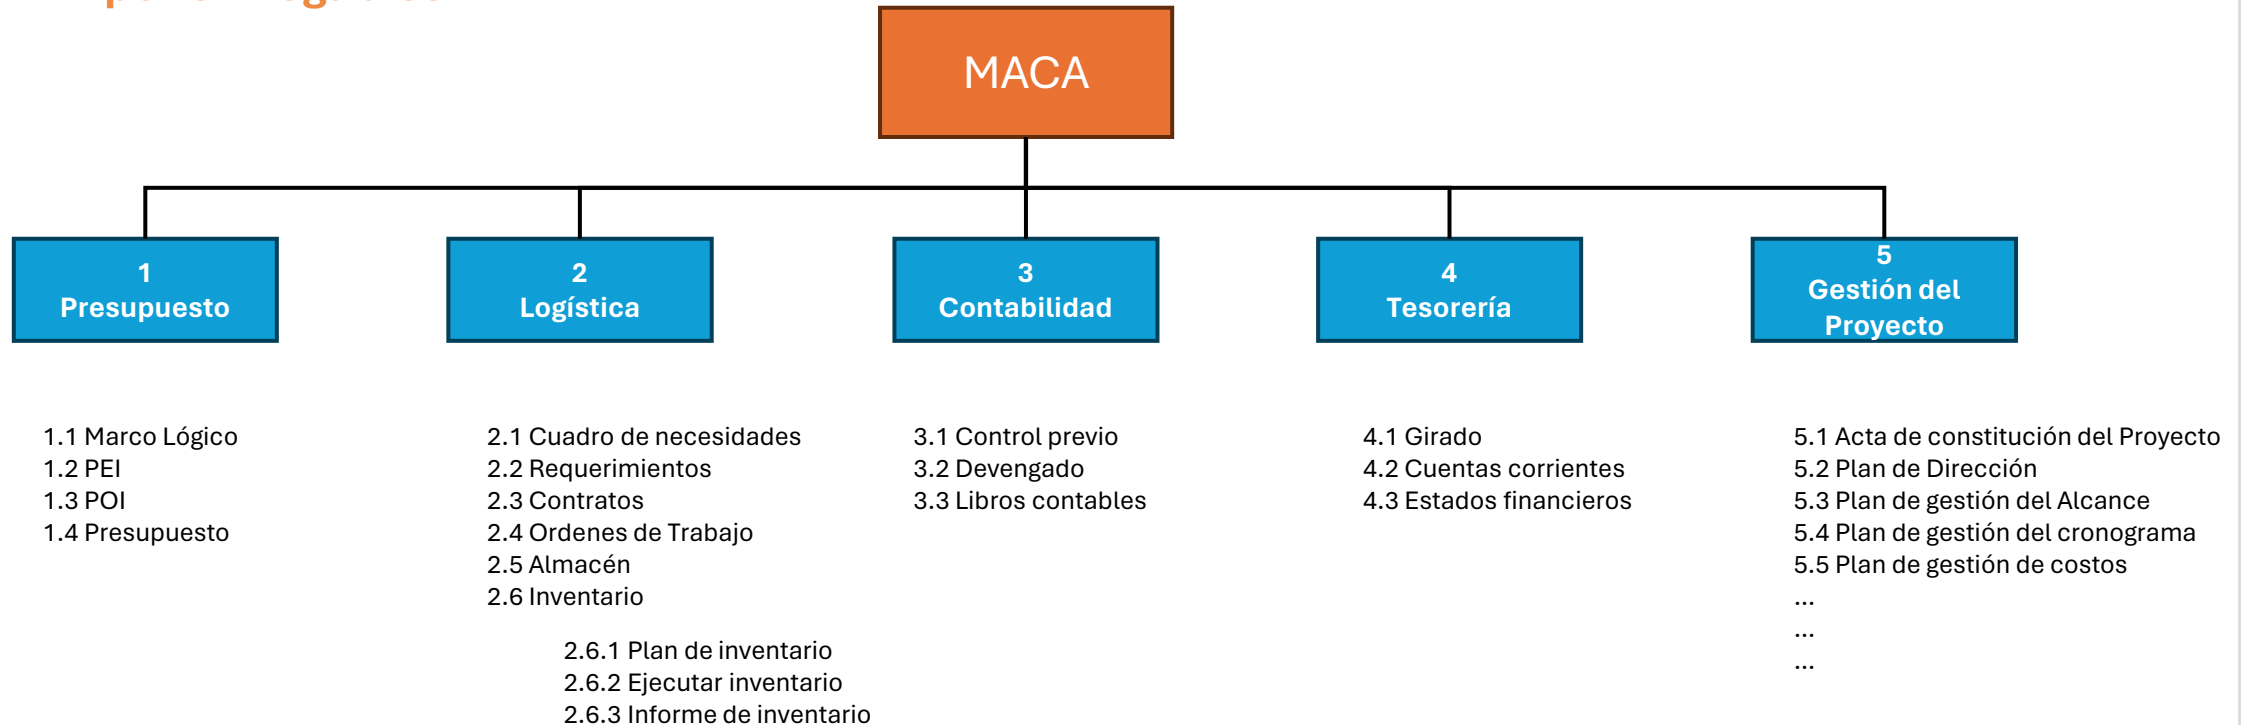 MACA
1
Presupuesto
2
Logística
3
Contabilidad
4
Tesorería
5
Gestión del
Proyecto
1.1 Marco Lógico
1.2 PEI
1.3 POI
1.4 Presupuesto
2.1 Cuadro de necesidades
2.2 Requerimientos
2.3 Contratos
2.4 Ordenes de Trabajo
2.5 Almacén
2.6 Inventario
2.6.1 Plan de inventario
2.6.2 Ejecutar inventario
2.6.3 Informe de inventario
3.1 Control previo
3.2 Devengado
3.3 Libros contables
4.1 Girado
4.2 Cuentas corrientes
4.3 Estados financieros
5.1 Acta de constitución del Proyecto
5.2 Plan de Dirección
5.3 Plan de gestión del Alcance
5.4 Plan de gestión del cronograma
5.5 Plan de gestión de costos
...
...
...